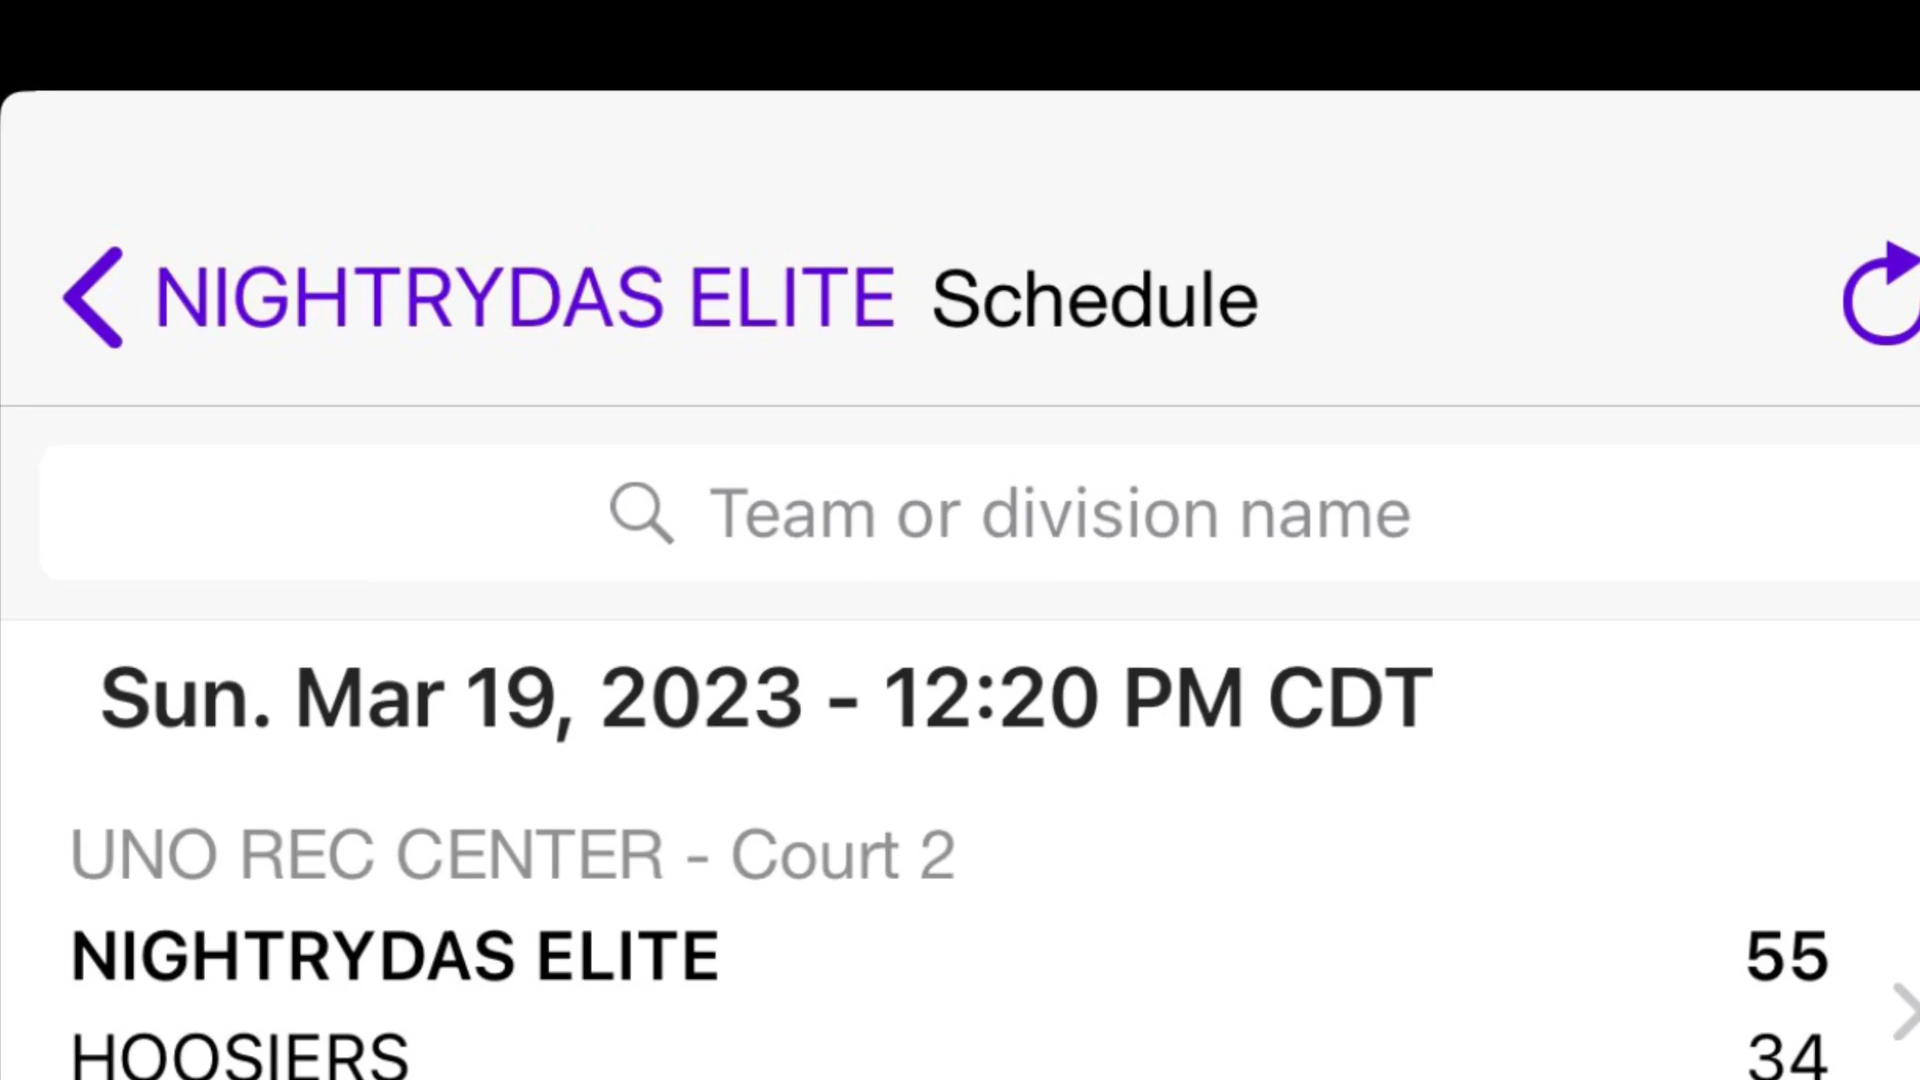 NIGHTRYDAS ELITE Schedule
Team or division name
Sun. Mar 19, 2023 - 12:20 PM CDT
UNO REC CENTER - Court 2
NIGHTRYDAS ELITE 55
HOOSIERS 34